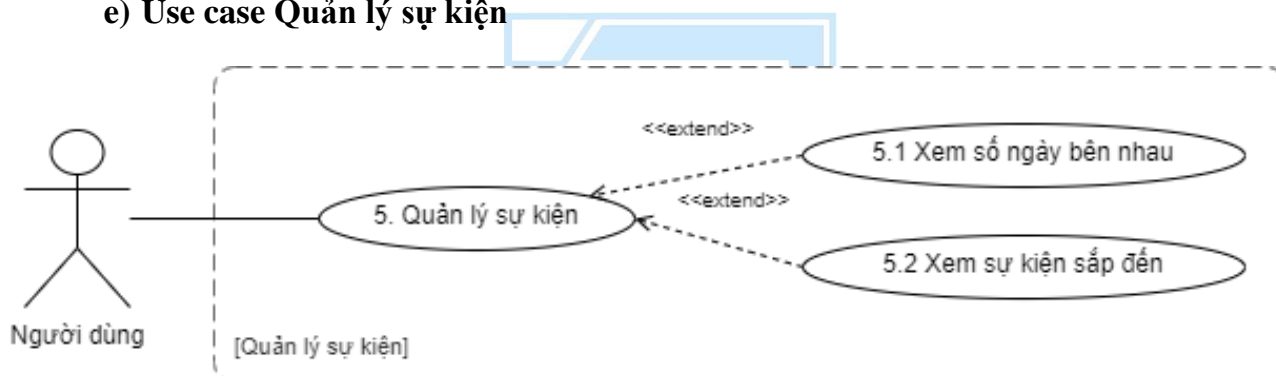 e) Use case Quản lý sự kiện
<<extend>>
5.1 Xem số ngày bên nhau
<<extend>>
5. Quản lý sự kiện
5.2 Xem sự kiện sắp đến
Người dùng
[Quản lý sự kiện]